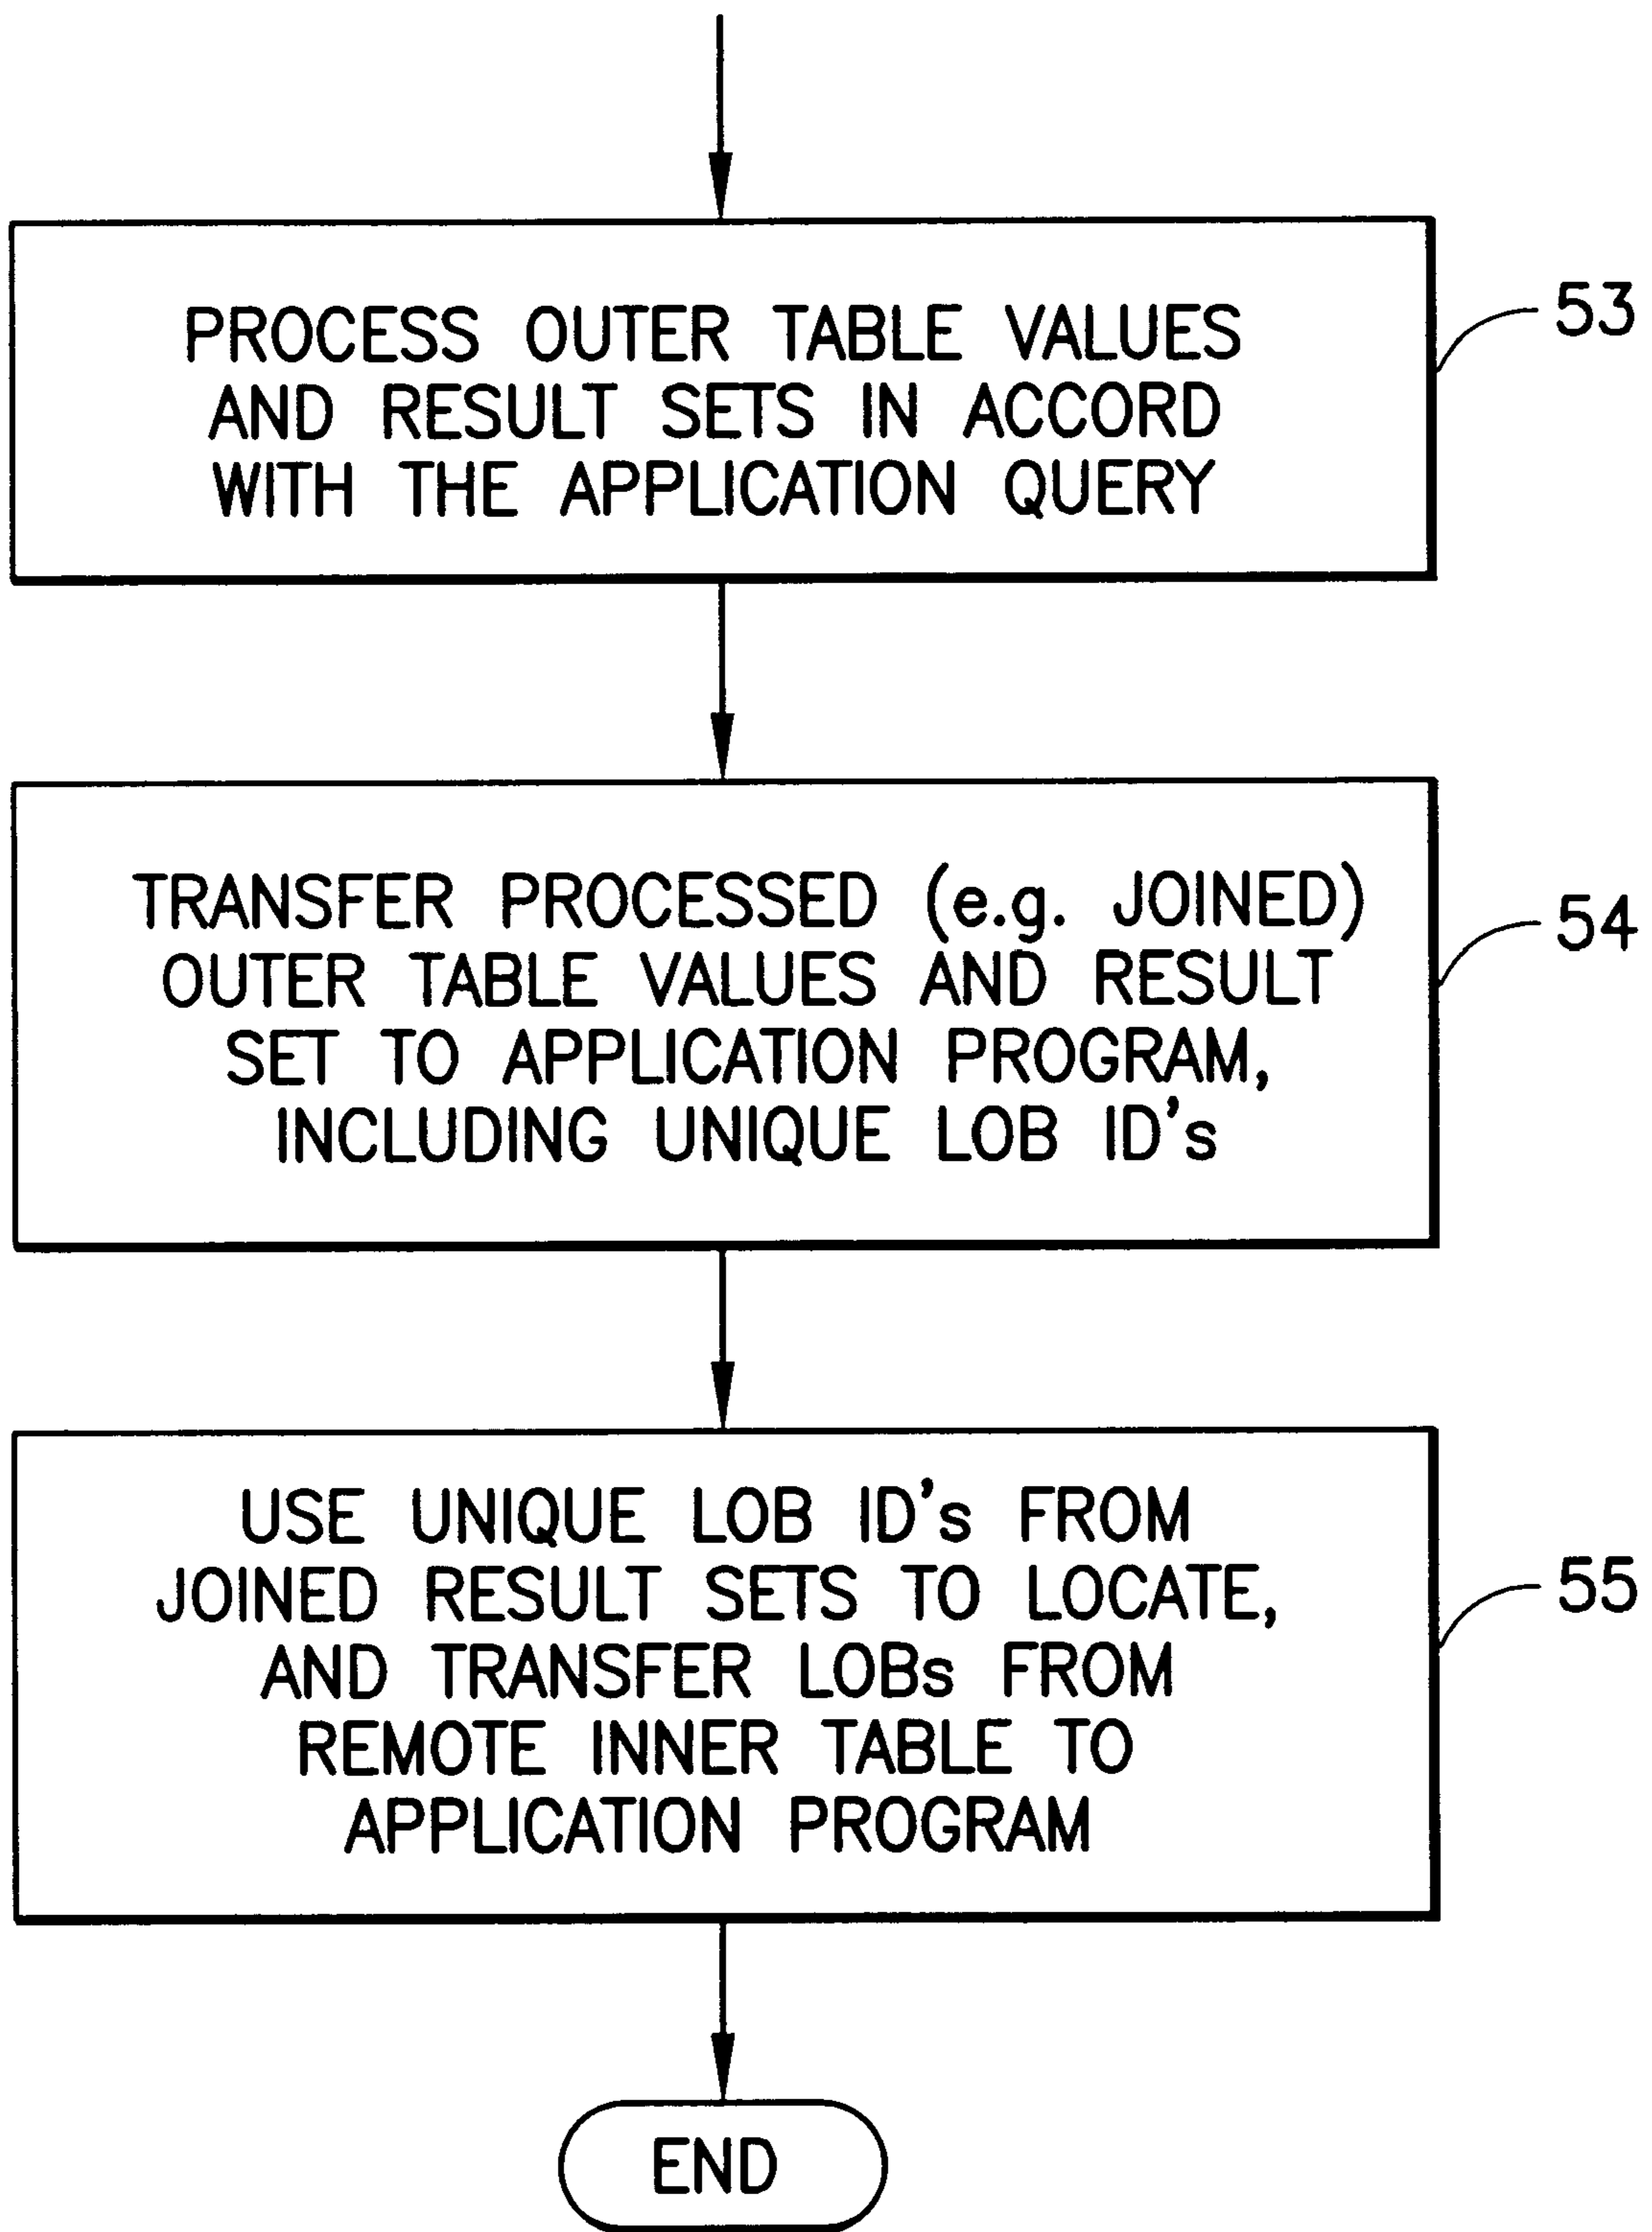 PROCESS OUTER TABLE VALUES
AND RESULT SETS IN ACCORD
WITH THE APPLICATION QUERY
53
TRANSFER PROCESSED (e.g. JOINED)
OUTER TABLE VALUES AND RESULT
SET TO APPLICATION PROGRAM,
INCLUDING UNIQUE LOB ID's
54
USE UNIQUE LOB ID's FROM
JOINED RESULT SETS TO LOCATE,
AND TRANSFER LOBs FROM
REMOTE INNER TABLE TO
APPLICATION PROGRAM
55
END